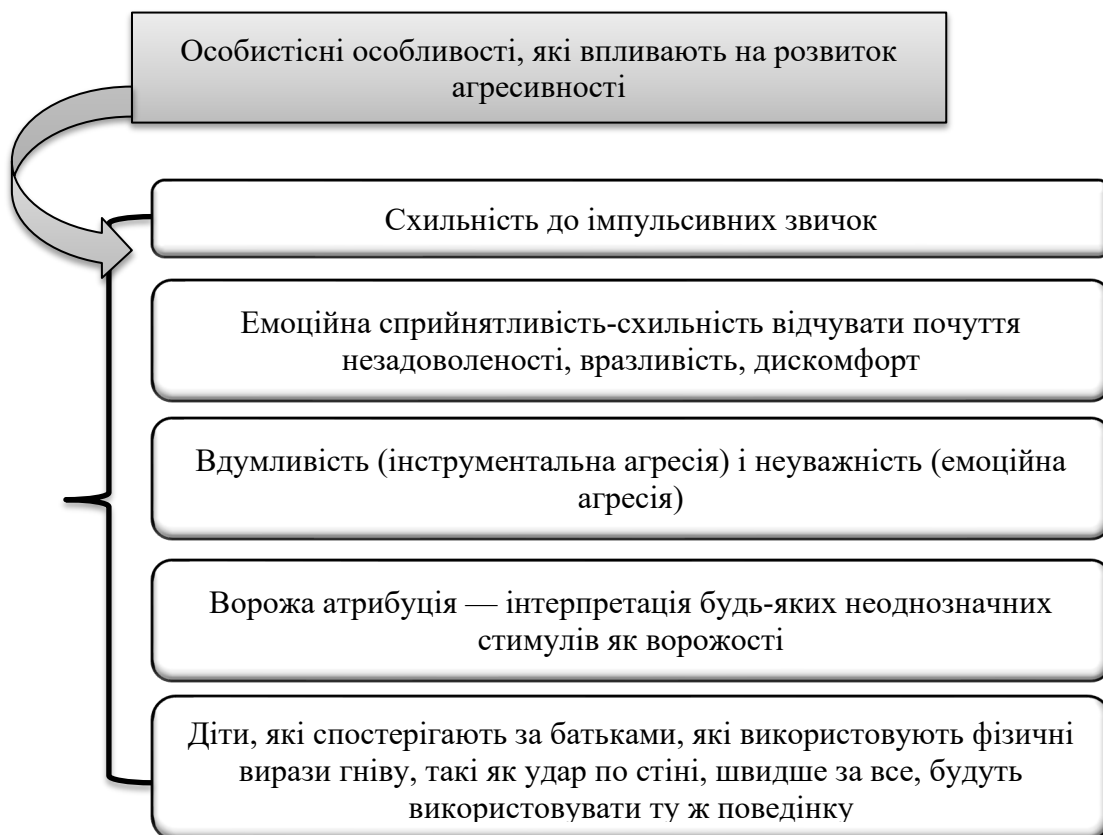 Особистісні особливості, які впливають на розвиток
агресивності
Схильність до імпульсивних звичок
Емоційна сприйнятливість-схильність відчувати почуття
незадоволеності, вразливість, дискомфорт
Вдумливість (інструментальна агресія) і неуважність (емоційна
агресія)
Ворожа атрибуція — інтерпретація будь-яких неоднозначних
стимулів як ворожості
Діти, які спостерігають за батьками, які використовують фізичні
вирази гніву, такі як удар по стіні, швидше за все, будуть
використовувати ту ж поведінку